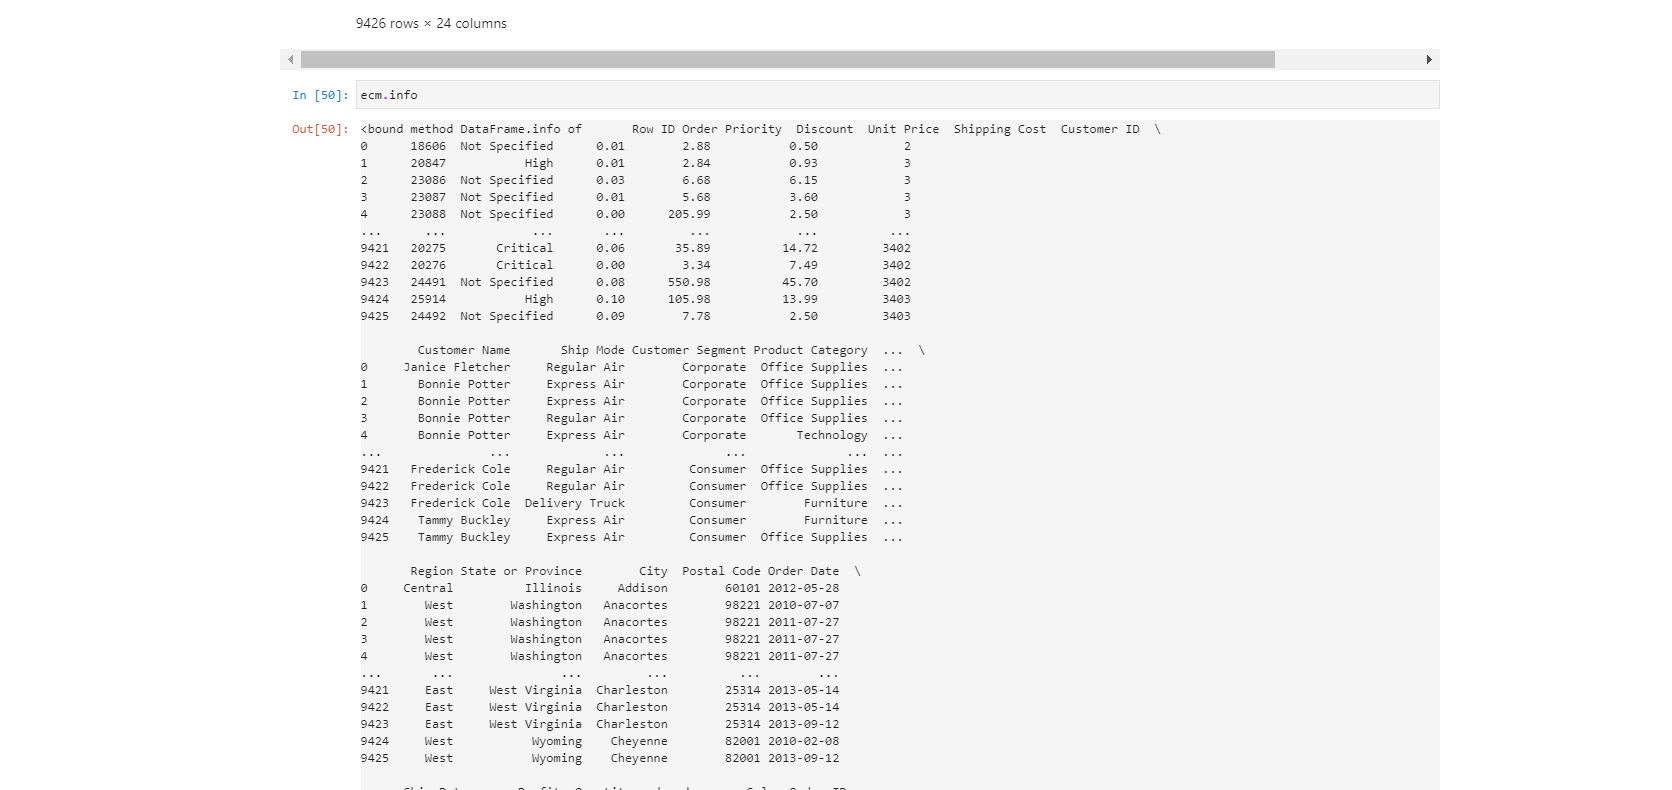 9426 rows × 24 columns
In [50]: ecm.info
Out[50]: <bound method DataFrame.info of       Row ID Order Priority  Discount  Unit Price  Shipping Cost  Customer ID  \
0      18606  Not Specified      0.01        2.88           0.50            2
1      20847           High      0.01        2.84           0.93            3
2      23086  Not Specified      0.03        6.68           6.15            3
3      23087  Not Specified      0.01        5.68           3.60            3
4      23088  Not Specified      0.00      205.99           2.50            3
...      ...            ...       ...         ...            ...          ...
9421   20275       Critical      0.06       35.89          14.72         3402
9422   20276       Critical      0.00        3.34           7.49         3402
9423   24491  Not Specified      0.08      550.98          45.70         3402
9424   25914           High      0.10      105.98          13.99         3403
9425   24492  Not Specified      0.09        7.78           2.50         3403
        Customer Name       Ship Mode Customer Segment Product Category  ...  \
0     Janice Fletcher     Regular Air        Corporate  Office Supplies  ...
1       Bonnie Potter     Express Air        Corporate  Office Supplies  ...
2       Bonnie Potter     Express Air        Corporate  Office Supplies  ...
3       Bonnie Potter     Regular Air        Corporate  Office Supplies  ...
4       Bonnie Potter     Express Air        Corporate       Technology  ...
...               ...             ...              ...              ...  ...
9421   Frederick Cole     Regular Air         Consumer  Office Supplies  ...
9422   Frederick Cole     Regular Air         Consumer  Office Supplies  ...
9423   Frederick Cole  Delivery Truck         Consumer        Furniture  ...
9424    Tammy Buckley     Express Air         Consumer        Furniture  ...
9425    Tammy Buckley     Express Air         Consumer  Office Supplies  ...
       Region State or Province        City  Postal Code Order Date  \
0     Central          Illinois     Addison        60101 2012-05-28
1        West        Washington   Anacortes        98221 2010-07-07
2        West        Washington   Anacortes        98221 2011-07-27
3        West        Washington   Anacortes        98221 2011-07-27
4        West        Washington   Anacortes        98221 2011-07-27
...       ...               ...         ...          ...        ...
9421     East     West Virginia  Charleston        25314 2013-05-14
9422     East     West Virginia  Charleston        25314 2013-05-14
9423     East     West Virginia  Charleston        25314 2013-09-12
9424     West           Wyoming    Cheyenne        82001 2010-02-08
9425     West           Wyoming    Cheyenne        82001 2013-09-12